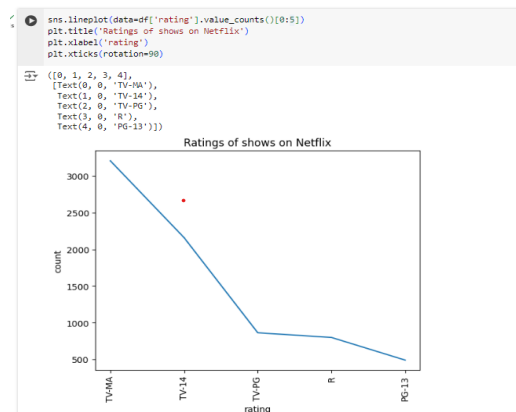 sns.lineplot(data=df['rating'].value_counts()[0:5])
plt.title('Ratings of shows on Netflix')
plt.xlabel('rating')
plt.xticks(rotation=90)
([0, 1, 2, 3, 4],
[Text(0, 0, 'TV-MA'),
Text(1, 0, 'TV-14'),
Text(2, 0, 'TV-PG'),
Text(3, 0, 'R'),
Text(4, 0, 'PG-13')])
Ratings of shows on Netflix
3000
2500
2000
1500
1000
500
count
TV-MA
TV-14
TV-PG
R
PG-13
rating